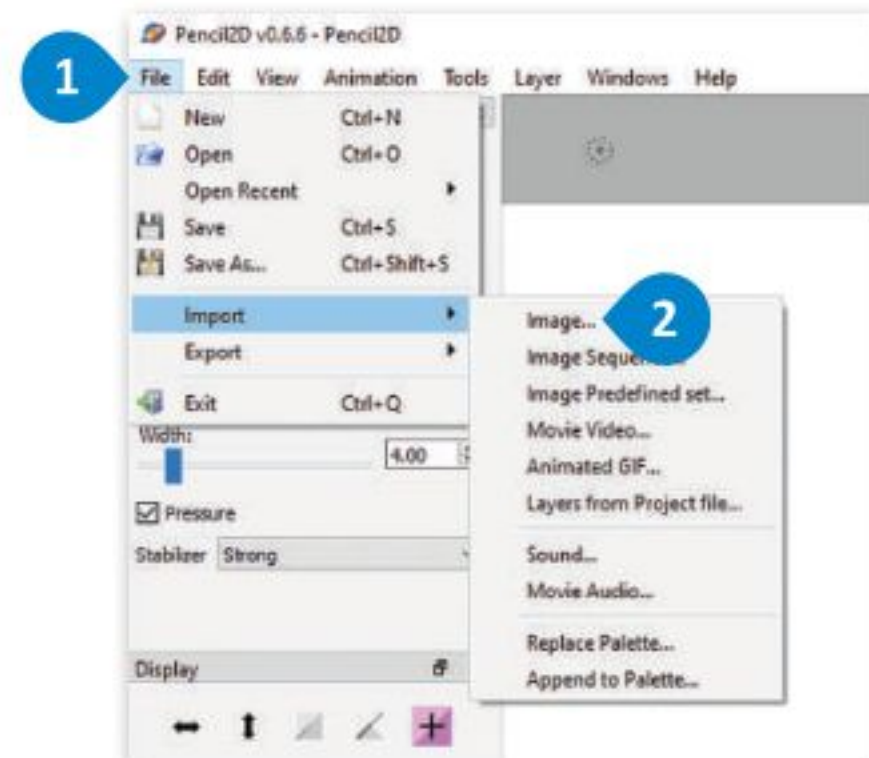 Pencil2D v0.6.6 - Pencil2D
1
File Edit View Animation Tools Layer Windows Help
New Ctrl+N
Open Ctrl+O
Open Recent
Save Ctrl+S
Save As... Ctrl+Shift+S
Import
Export
Exit Ctrl+Q
2
Image...
Image
Image Predefined set...
Movie Video...
Animated GIF...
Layers from Project file...
Sound...
Movie Audio...
Replace Palette...
Append to Palette...
Width:
4.00
Pressure
Stabilizer Strong
Display